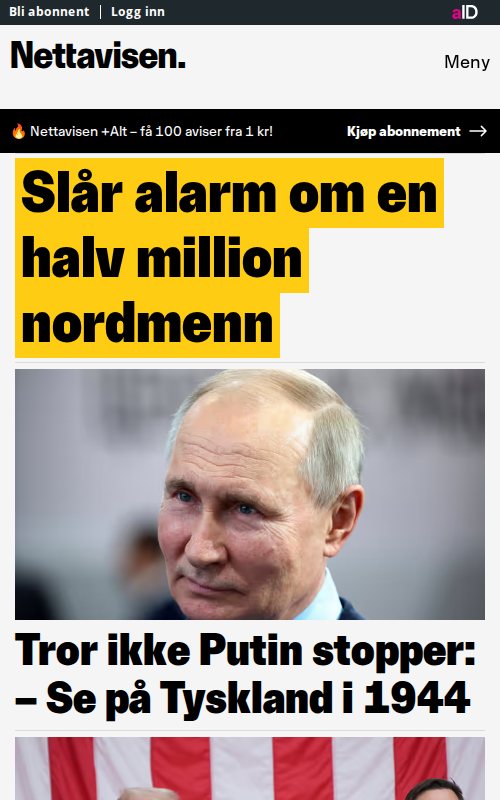 Bli abonnent
Logg inn
aID
Nettavisen.
Meny
🔥 Nettavisen +Alt – få 100 aviser fra 1 kr!
Kjøp abonnement →
Slår alarm om en
halv million
nordmenn
Tror ikke Putin stopper:
– Se på Tyskland i 1944